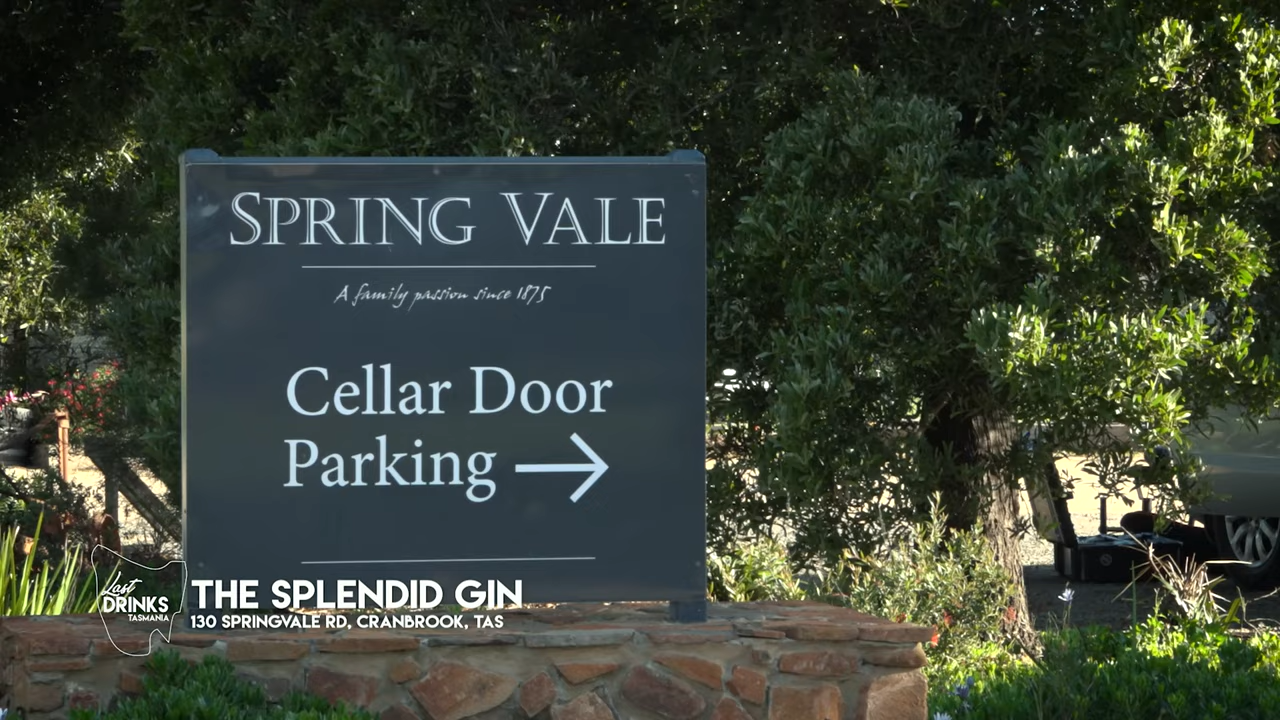 SPRING VALE
A family passion since 1875
Cellar Door
Parking →
Last
DRINKS
TASMANIA
THE SPLENDID GIN
130 SPRINGVALE RD, CRANBROOK, TAS